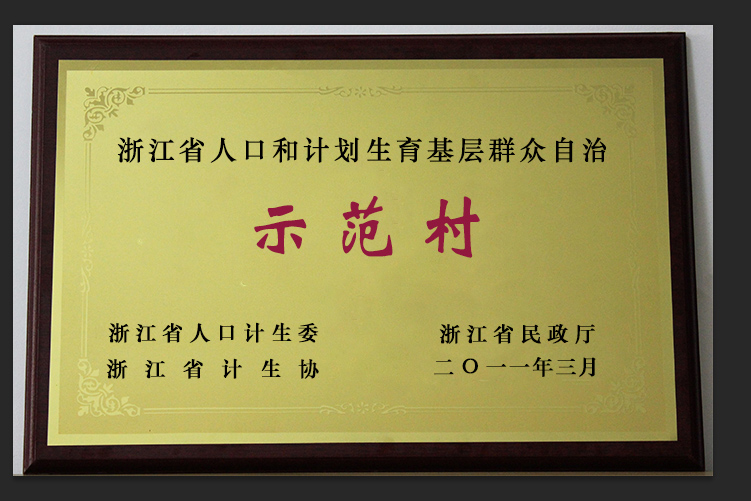 浙江省人口和计划生育基层群众自治
示范村
浙江省人口计生委
浙江省计生协
浙江省民政厅
二〇一一年三月